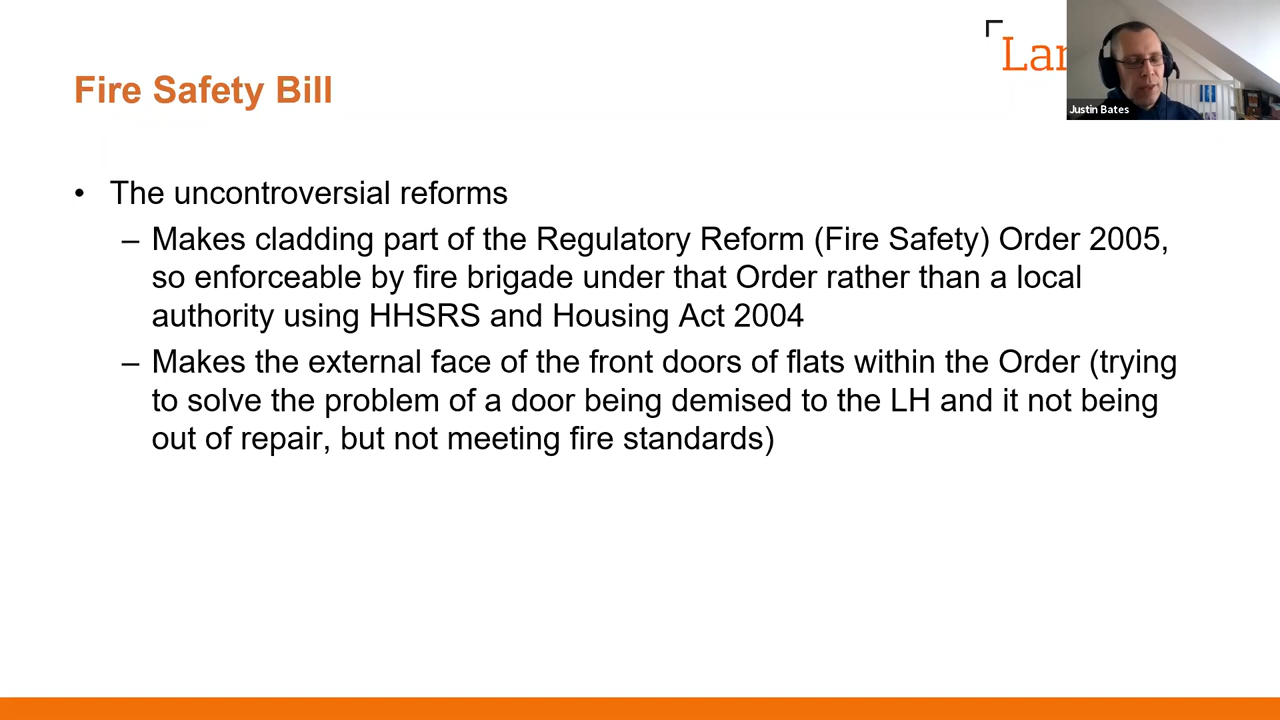 Fire Safety Bill
Justin Bates
• The uncontroversial reforms
– Makes cladding part of the Regulatory Reform (Fire Safety) Order 2005,
so enforceable by fire brigade under that Order rather than a local
authority using HHSRS and Housing Act 2004
– Makes the external face of the front doors of flats within the Order (trying
to solve the problem of a door being demised to the LH and it not being
out of repair, but not meeting fire standards)